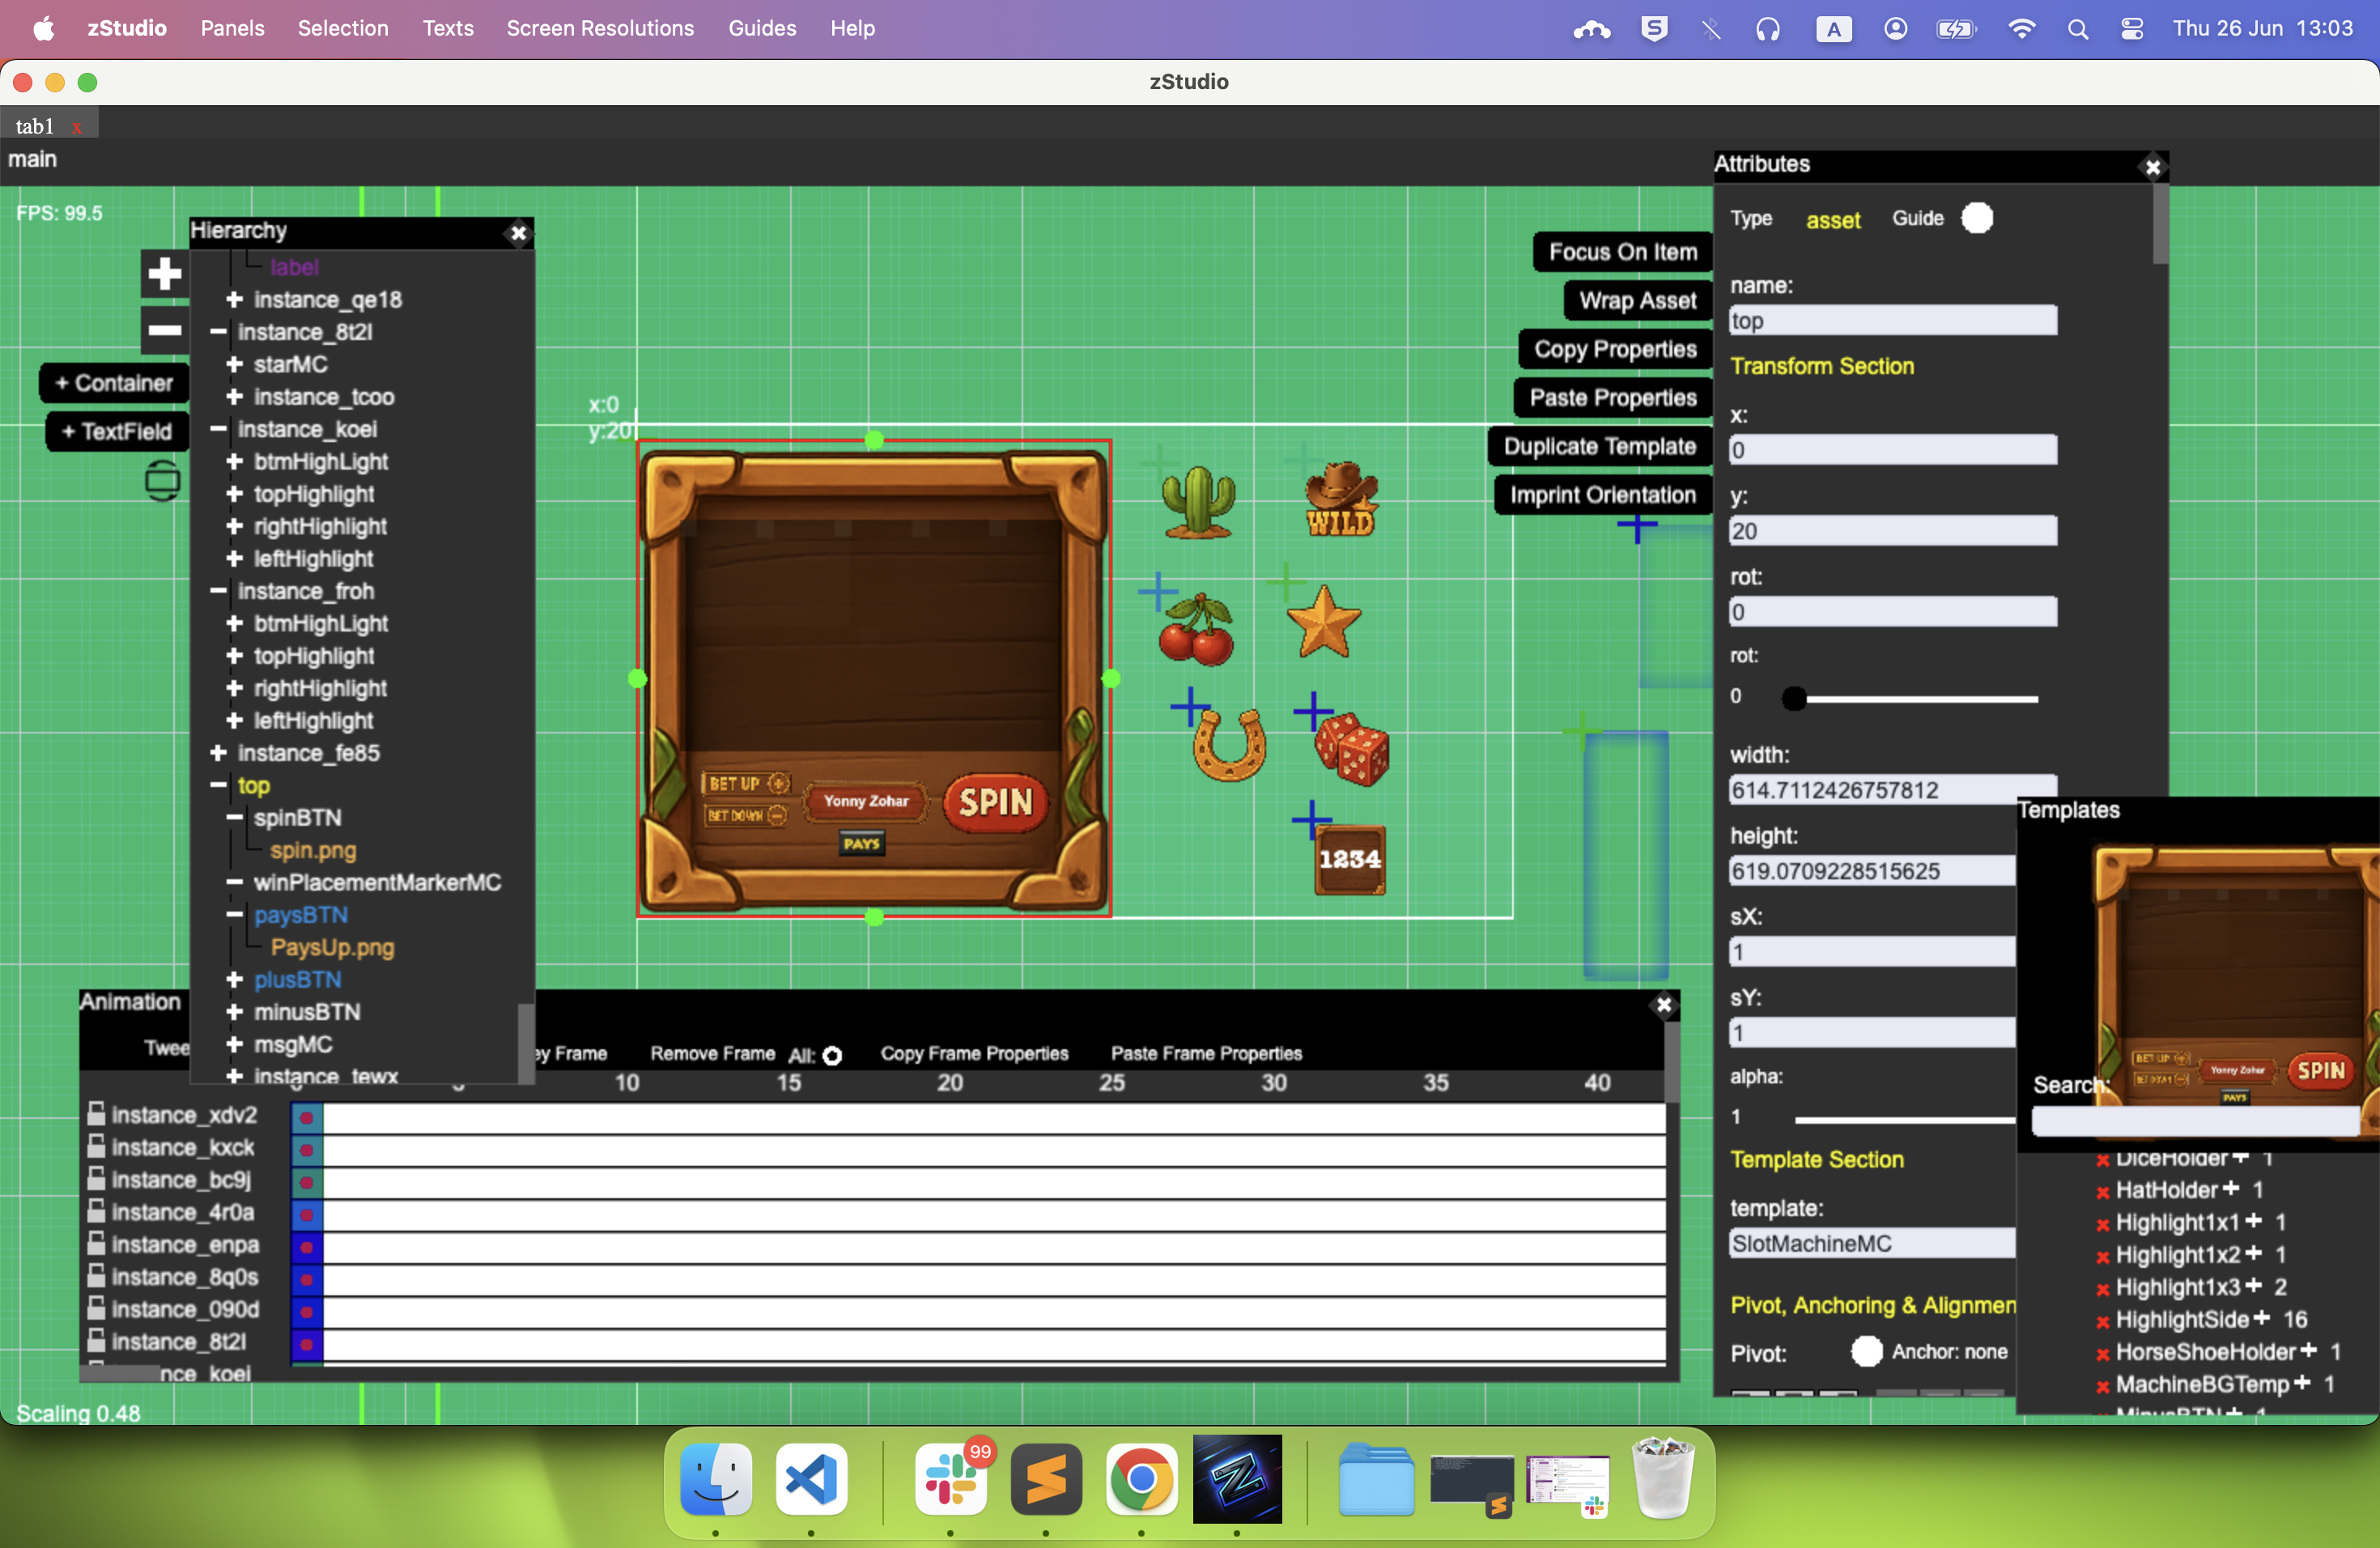 zStudio Panels Selection Texts Screen Resolutions Guides Help
S A Thu 26 Jun 13:03
zStudio
tab1 x
main
FPS: 99.5
Hierarchy
label
instance_qe18
instance_8t2l
starMC
instance_tcoo
instance_koei
btmHighLight
topHighlight
rightHighlight
leftHighlight
instance_froh
btmHighLight
topHighlight
rightHighlight
leftHighlight
instance_fe85
top
spinBTN
spin.png
winPlacementMarkerMC
paysBTN
PaysUp.png
plusBTN
minusBTN
msgMC
instance_tewx
+ Container
+ TextField
x:0
y:20
BET UP
BET DOWN
Yonny Zohar
SPIN
PAYS
WILD
1234
Focus On Item
Wrap Asset
Copy Properties
Paste Properties
Duplicate Template
Imprint Orientation
Attributes
Type asset Guide
name:
top
Transform Section
x:
0
y:
20
rot:
0
rot:
0
width:
614.7112426757812
height:
619.0709228515625
sX:
1
sY:
1
alpha:
1
Template Section
template:
SlotMachineMC
Pivot, Anchoring & Alignmen
Pivot: Anchor: none
Templates
BET UP
BET DOWN
Yonny Zohar
SPIN
PAYS
Search:
DiceHolder 1
HatHolder 1
Highlight1x1 1
Highlight1x2 1
Highlight1x3 2
HighlightSide 16
HorseShoeHolder 1
MachineBGTemp 1
MinusBTN 1
Animation
Twee ey Frame Remove Frame All: Copy Frame Properties Paste Frame Properties
10 15 20 25 30 35 40
instance_xdv2
instance_kxck
instance_bc9j
instance_4r0a
instance_enpa
instance_8q0s
instance_090d
instance_8t2l
nce_koei
Scaling 0.48
99